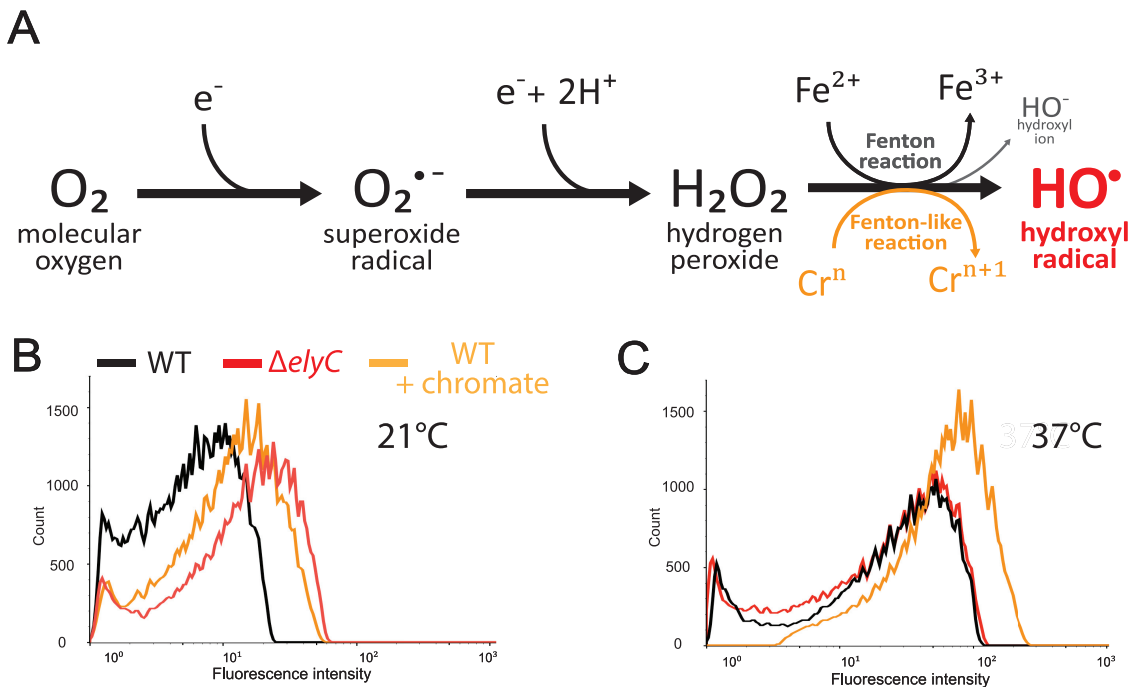 A
e⁻
e⁻+ 2H⁺
Fe²⁺
Fe³⁺
HO⁻
hydroxyl
ion
Fenton
reaction
O₂
O₂•⁻
H₂O₂
HO•
molecular
oxygen
superoxide
radical
hydrogen
peroxide
Fenton-like
reaction
hydroxyl
radical
Crⁿ
Crⁿ⁺¹
B
WT
ΔelyC
WT
+ chromate
21°C
1500
1000
500
0
Count
10⁰
10¹
10²
10³
Fluorescence intensity
C
37°C
37°C
1500
1000
500
0
Count
10⁰
10¹
10²
10³
Fluorescence intensity